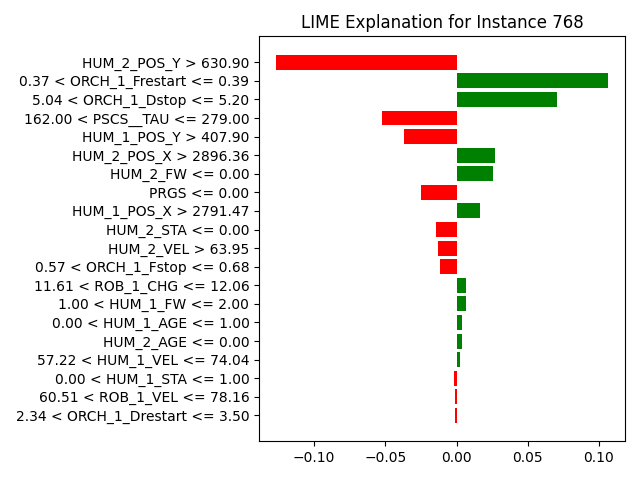 LIME Explanation for Instance 768
HUM_2_POS_Y > 630.90
0.37 < ORCH_1_Frestart <= 0.39
5.04 < ORCH_1_Dstop <= 5.20
162.00 < PSCS__TAU <= 279.00
HUM_1_POS_Y > 407.90
HUM_2_POS_X > 2896.36
HUM_2_FW <= 0.00
PRGS <= 0.00
HUM_1_POS_X > 2791.47
HUM_2_STA <= 0.00
HUM_2_VEL > 63.95
0.57 < ORCH_1_Fstop <= 0.68
11.61 < ROB_1_CHG <= 12.06
1.00 < HUM_1_FW <= 2.00
0.00 < HUM_1_AGE <= 1.00
HUM_2_AGE <= 0.00
57.22 < HUM_1_VEL <= 74.04
0.00 < HUM_1_STA <= 1.00
60.51 < ROB_1_VEL <= 78.16
2.34 < ORCH_1_Drestart <= 3.50
−0.10 −0.05 0.00 0.05 0.10